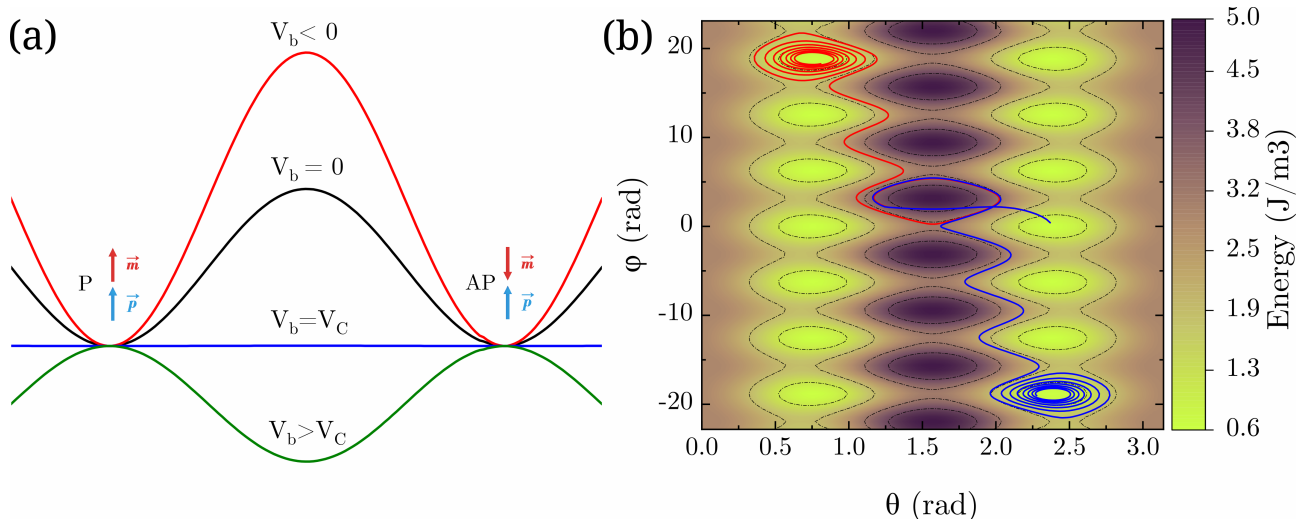 (a)
V_b < 0
V_b = 0
P
m⃗
p⃗
AP
m⃗
p⃗
V_b=V_C
V_b>V_C
(b)
φ (rad)
20
10
0
-10
-20
0.0 0.5 1.0 1.5 2.0 2.5 3.0
θ (rad)
5.0
4.5
3.8
3.2
2.5
1.9
1.3
0.6
Energy (J/m3)